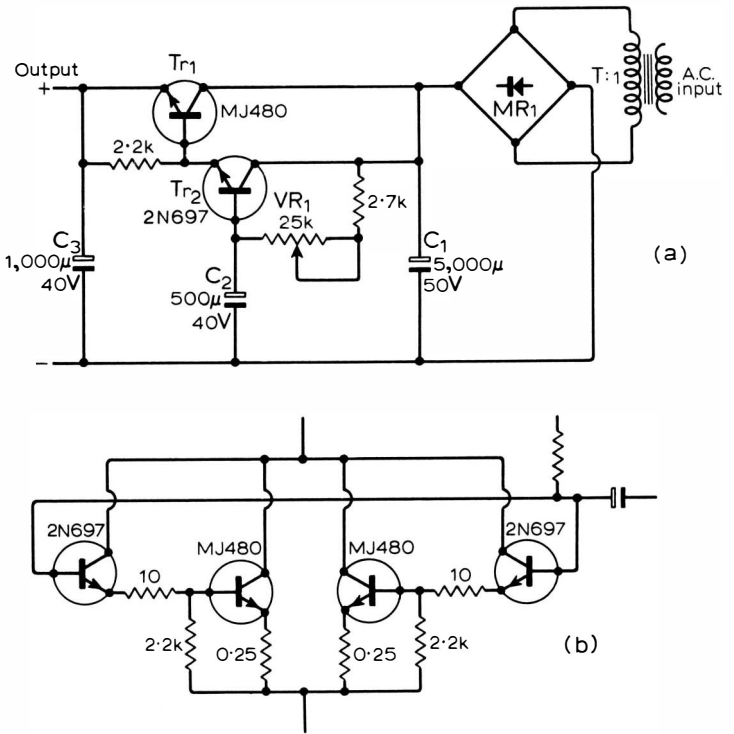 Tr1
Output
+
MJ480
T:1
A.C.
input
MR1
2·2k
Tr2
2N697
VR1
25k
2·7k
C3
1,000μ
40V
C2
500μ
40V
C1
5,000μ
50V
(a)
–
2N697
MJ480
MJ480
2N697
10
10
2·2k
0·25
0·25
2·2k
(b)